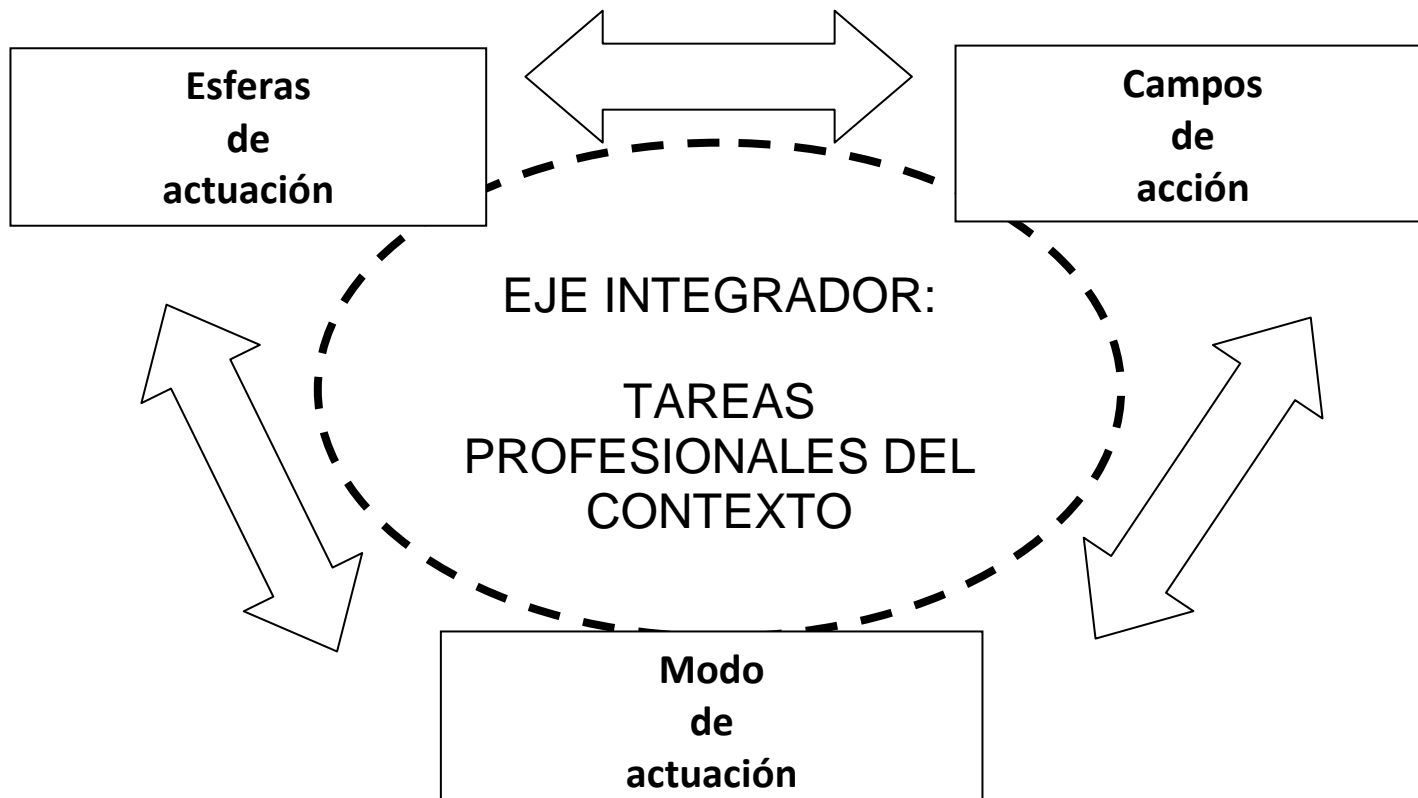 Esferas
de
actuación
Campos
de
acción
EJE INTEGRADOR:
TAREAS
PROFESIONALES DEL
CONTEXTO
Modo
de
actuación